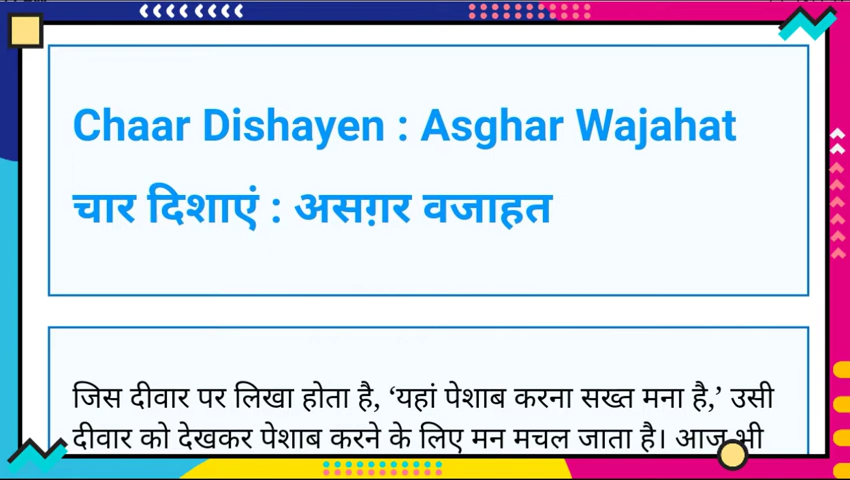 Chaar Dishayen : Asghar Wajahat
चार दिशाएं : असग़र वजाहत
जिस दीवार पर लिखा होता है, ‘यहां पेशाब करना सख्त मना है,’ उसी
दीवार को देखकर पेशाब करने के लिए मन मचल जाता है। आज भी